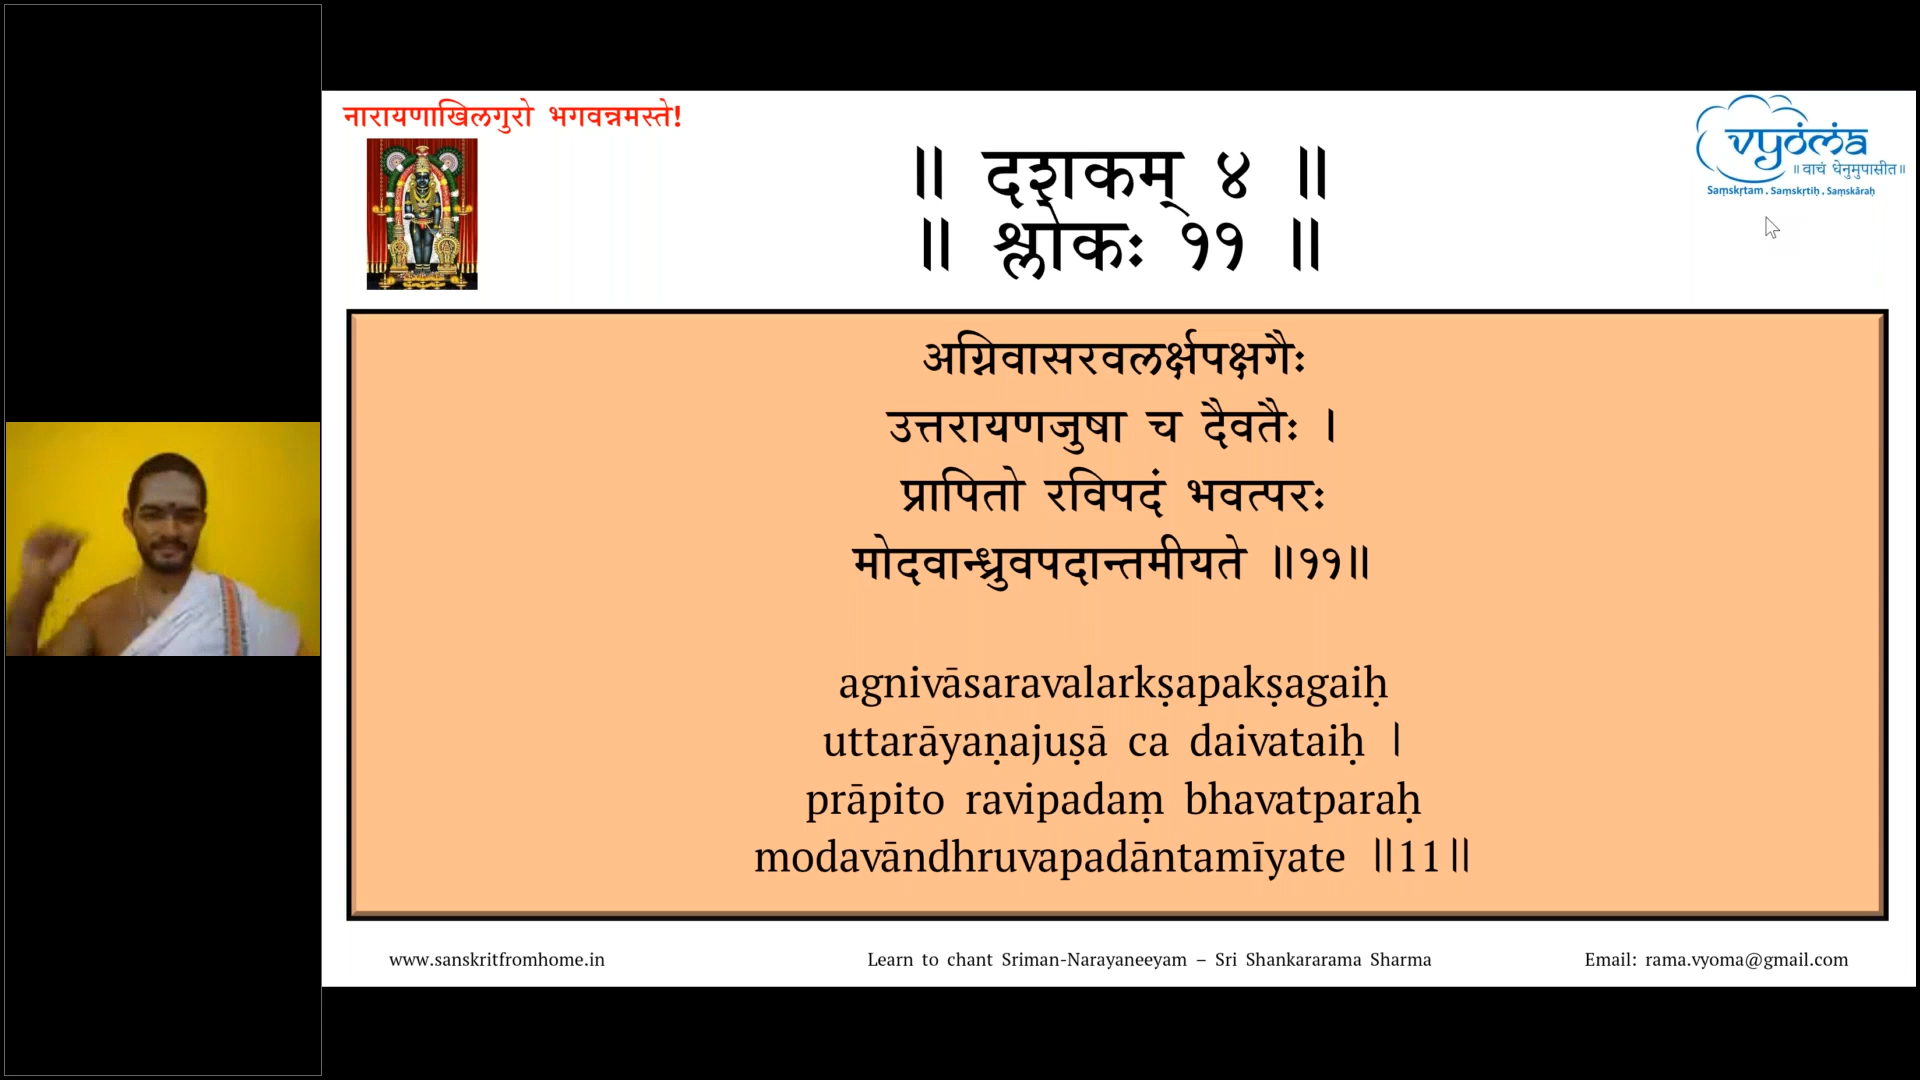 नारायणाखिलगुरो भगवन्नमस्ते!
vyoma
॥ वाचं धेनुमुपासीत॥
Saṃskṛtam . Saṃskṛtiḥ . Saṃskāraḥ
॥ दशकम् ४ ॥
॥ श्लोकः ११ ॥
अग्निवासरवलर्क्षपक्षगैः
उत्तरायणजुषा च दैवतैः ।
प्रापितो रविपदं भवत्परः
मोदवान्ध्रुवपदान्तमीयते ॥११॥
agnivāsaravalarkṣapakṣagaiḥ
uttarāyaṇajuṣā ca daivataiḥ |
prāpito ravipadaṃ bhavatparaḥ
modavāndhruvapadāntamīyate ||11||
www.sanskritfromhome.in
Learn to chant Sriman-Narayaneeyam – Sri Shankararama Sharma
Email: rama.vyoma@gmail.com